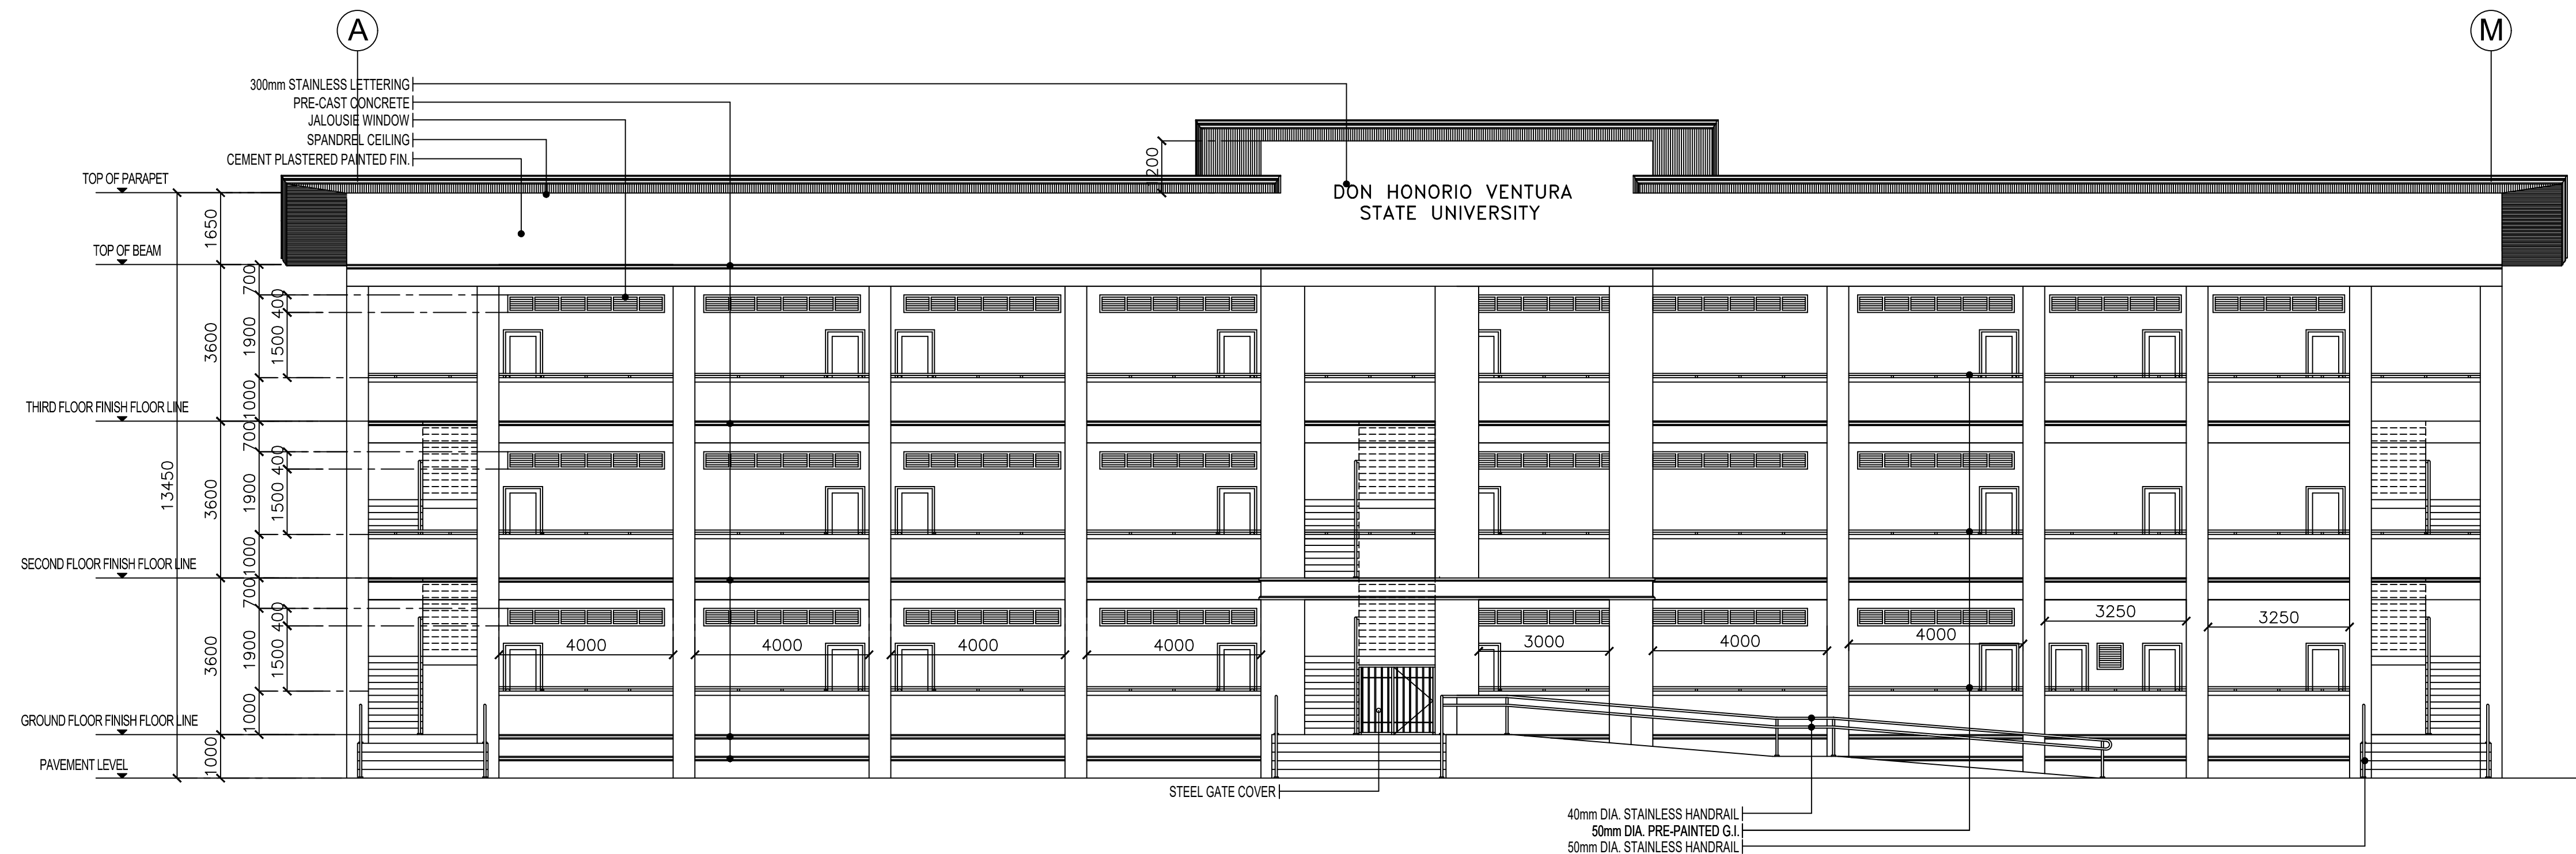 A
M
300mm STAINLESS LETTERING
PRE-CAST CONCRETE
JALOUSIE WINDOW
SPANDREL CEILING
CEMENT PLASTERED PAINTED FIN.
TOP OF PARAPET
1200
DON HONORIO VENTURA
STATE UNIVERSITY
1650
TOP OF BEAM
700
400
3600
1900
1500
1000
THIRD FLOOR FINISH FLOOR LINE
700
400
13450
3600
1900
1500
1000
SECOND FLOOR FINISH FLOOR LINE
700
400
3600
1900
1500
4000
4000
4000
4000
3000
4000
4000
3250
3250
1000
GROUND FLOOR FINISH FLOOR LINE
1000
PAVEMENT LEVEL
STEEL GATE COVER
40mm DIA. STAINLESS HANDRAIL
50mm DIA. PRE-PAINTED G.I.
50mm DIA. STAINLESS HANDRAIL